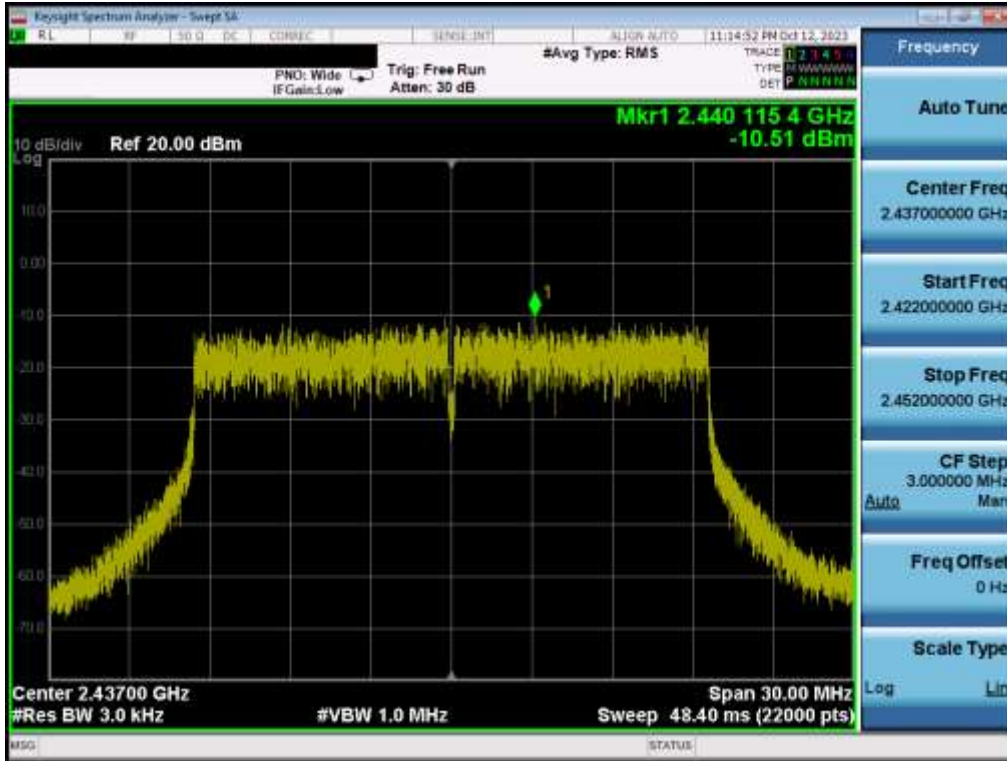 Keysight Spectrum Analyzer - Swept SA
RL RF 50 Ω DC CORREC SENSE:INT ALIGN AUTO 11:14:52 PM Oct 12, 2023
#Avg Type: RMS
TRACE 1 2 3 4 5 6
PNO: Wide Trig: Free Run TYPE M WWWWW
IFGain:Low Atten: 30 dB DET P N N N N N
Mkr1 2.440 115 4 GHz
-10.51 dBm
10 dB/div Ref 20.00 dBm
Log
10.0
0.00
-10.0
-20.0
-30.0
-40.0
-50.0
-60.0
-70.0
1
Center 2.43700 GHz Span 30.00 MHz
#Res BW 3.0 kHz #VBW 1.0 MHz Sweep 48.40 ms (22000 pts)
MSG STATUS
Frequency
Auto Tune
Center Freq
2.437000000 GHz
Start Freq
2.422000000 GHz
Stop Freq
2.452000000 GHz
CF Step
3.000000 MHz
Auto Man
Freq Offset
0 Hz
Scale Type
Log Lin